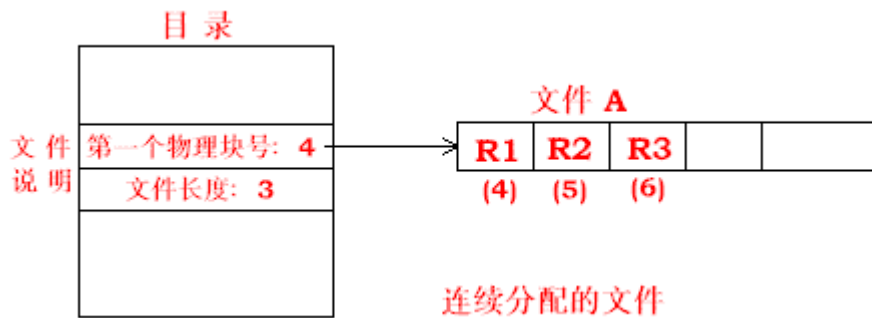 目 录
文 件
说 明
第一个物理块号: 4
文件长度: 3
文件 A
R1 R2 R3
(4) (5) (6)
连续分配的文件